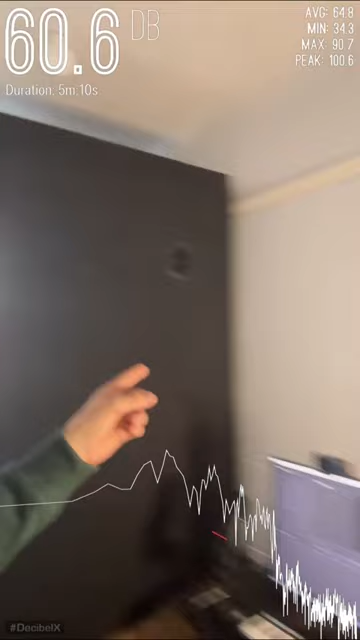 60.6 DB
Duration: 5m:10s
AVG: 64.8
MIN: 34.3
MAX: 90.7
PEAK: 100.6
#DecibelX